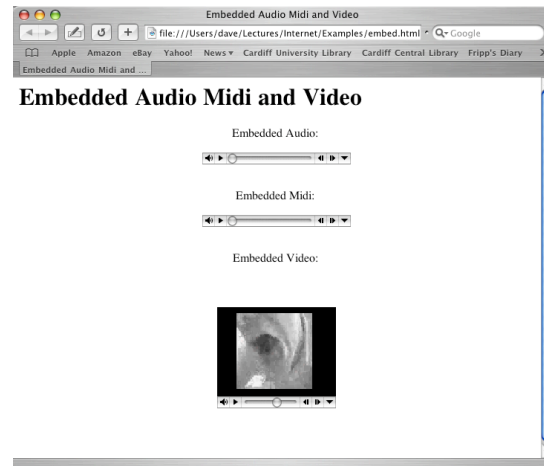 Embedded Audio Midi and Video
file:///Users/dave/Lectures/Internet/Examples/embed.html
Google
Apple Amazon eBay Yahoo! News Cardiff University Library Cardiff Central Library Fripp's Diary
Embedded Audio Midi and ...
Embedded Audio Midi and Video
Embedded Audio:
Embedded Midi:
Embedded Video: